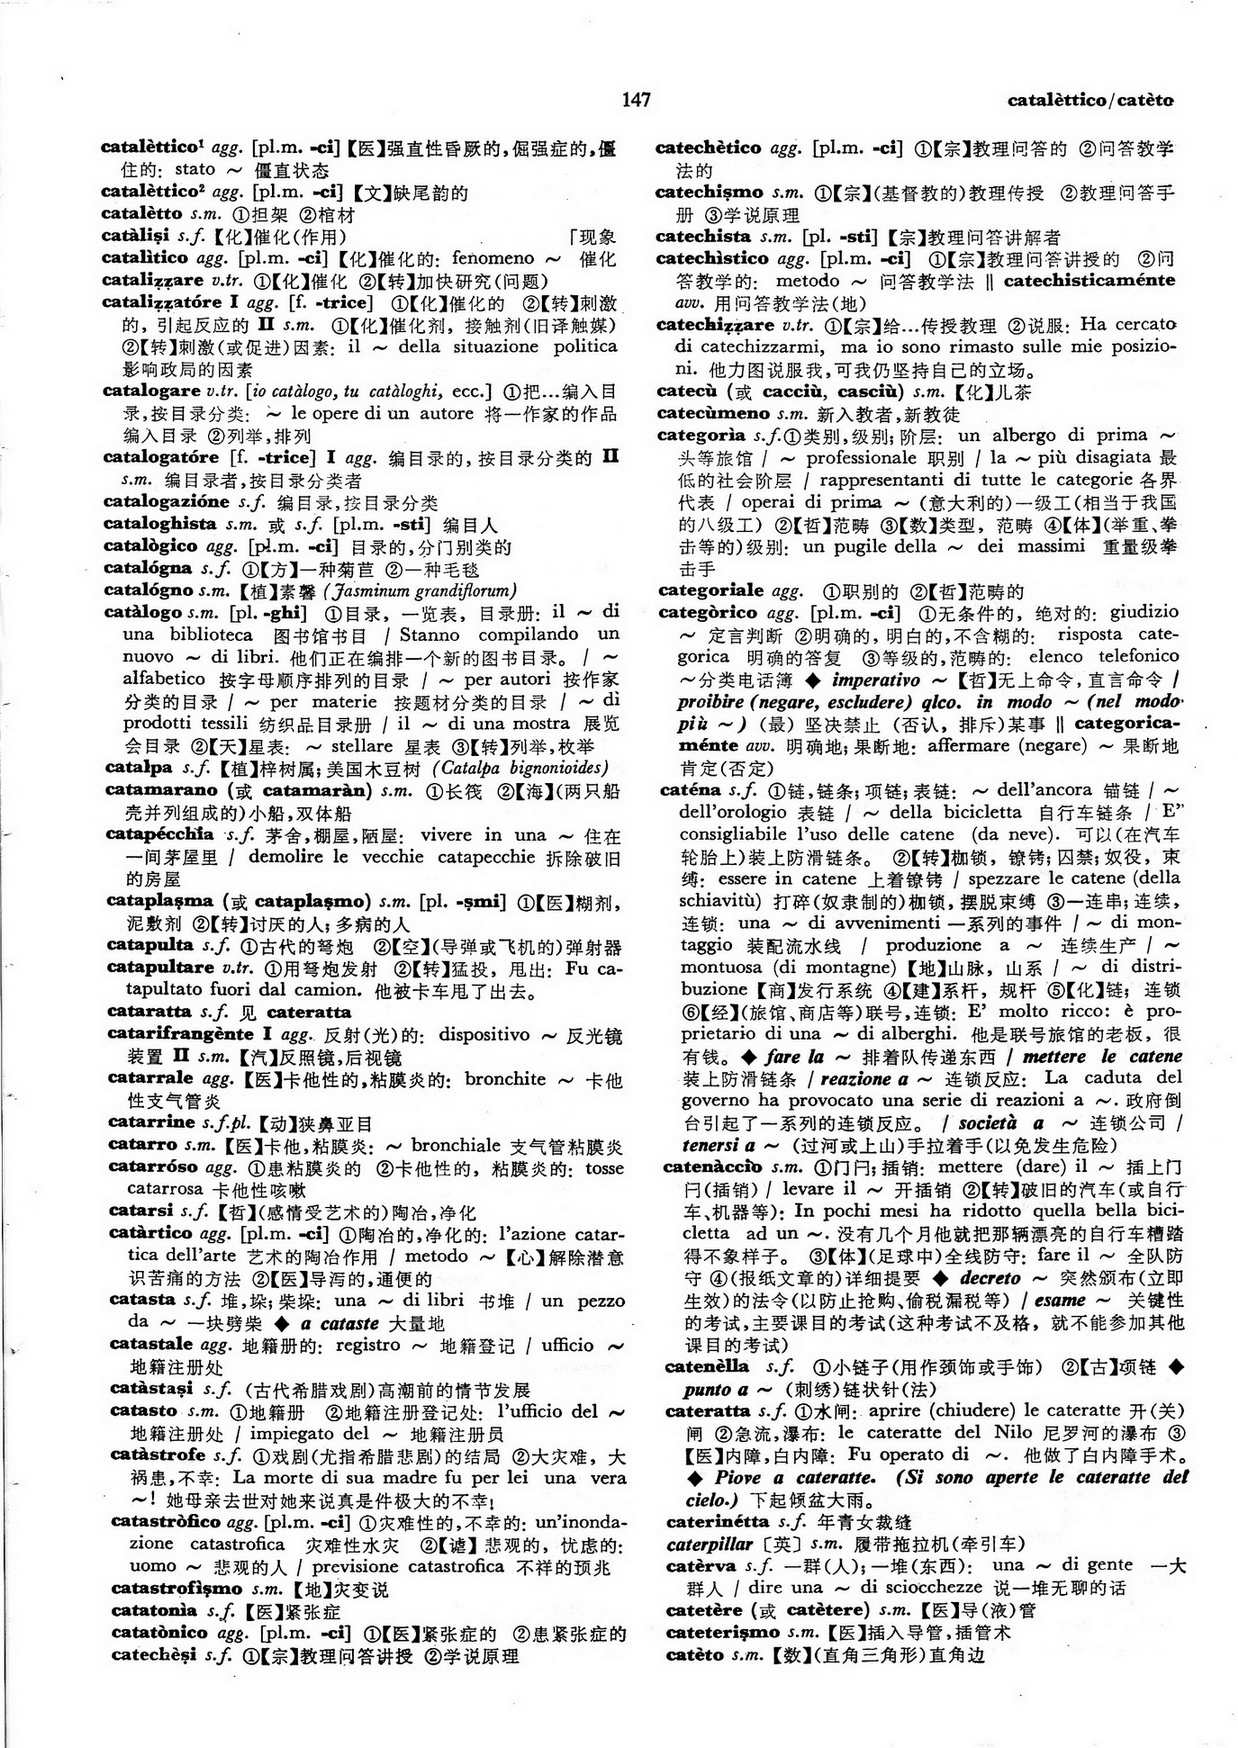 147
catalèttico/catèto
catalèttico¹ agg. [pl.m. -ci]【医】强直性昏厥的,倔强症的,僵
住的: stato ~ 僵直状态
catalèttico² agg. [pl.m. -ci]【文】缺尾韵的
catalètto s.m. ①担架 ②棺材
catàlişi s.f.【化】催化(作用) 「现象
catalìtico agg. [pl.m. -ci]【化】催化的: fenomeno ~ 催化
catalizzare v.tr. ①【化】催化 ②【转】加快研究(问题)
catalizzatóre I agg. [f. -trice] ①【化】催化的 ②【转】刺激
的, 引起反应的 II s.m. ①【化】催化剂, 接触剂(旧译触媒)
②【转】刺激(或促进)因素: il ~ della situazione politica
影响政局的因素
catalogare v.tr. [io catàlogo, tu catàloghi, ecc.] ①把…编入目
录,按目录分类: ~ le opere di un autore 将一作家的作品
编入目录 ②列举,排列
catalogatóre [f. -trice] I agg. 编目录的,按目录分类的 II
s.m. 编目录者,按目录分类者
catalogazióne s.f. 编目录,按目录分类
cataloghista s.m. 或 s.f. [pl.m. -sti] 编目人
catalògico agg. [pl.m. -ci] 目录的,分门别类的
catalógna s.f. ①【方】一种菊苣 ②一种毛毯
catalógno s.m.【植】素馨 (Jasminum grandiflorum)
catàlogo s.m. [pl. -ghi] ①目录, 一览表, 目录册: il ~ di
una biblioteca 图书馆书目 / Stanno compilando un
nuovo ~ di libri. 他们正在编排一个新的图书目录。 / ~
alfabetico 按字母顺序排列的目录 / ~ per autori 按作家
分类的目录 / ~ per materie 按题材分类的目录 / ~ di
prodotti tessili 纺织品目录册 / il ~ di una mostra 展览
会目录 ②【天】星表: ~ stellare 星表 ③【转】列举,枚举
catalpa s.f.【植】梓树属;美国木豆树 (Catalpa bignonioides)
catamarano (或 catamaràn) s.m. ①长筏 ②【海】(两只船
亮并列组成的)小船,双体船
catapécchia s.f. 茅舍,棚屋,陋屋: vivere in una ~ 住在
一间茅屋里 / demolire le vecchie catapecchie 拆除破旧
的房屋
cataplaşma (或 cataplaşmo) s.m. [pl. -şmi] ①【医】糊剂,
泥敷剂 ②【转】讨厌的人;多病的人
catapulta s.f. ①古代的弩炮 ②【空】(导弹或飞机的)弹射器
catapultare v.tr. ①用弩炮发射 ②【转】猛投, 甩出: Fu ca-
tapultato fuori dal camion. 他被卡车甩了出去。
cataratta s.f. 见 cateratta
catarifrangènte I agg. 反射(光)的: dispositivo ~ 反光镜
装置 II s.m.【汽】反照镜,后视镜
catarrale agg.【医】卡他性的,粘膜炎的: bronchite ~ 卡他
性支气管炎
catarrine s.f.pl.【动】狭鼻亚目
catarro s.m.【医】卡他,粘膜炎: ~ bronchiale 支气管粘膜炎
catarróso agg. ①患粘膜炎的 ②卡他性的, 粘膜炎的: tosse
catarrosa 卡他性咳嗽
catarsi s.f.【哲】(感情受艺术的)陶冶,净化
catàrtico agg. [pl.m. -ci] ①陶冶的,净化的: l'azione catar-
tica dell'arte 艺术的陶冶作用 / metodo ~【心】解除潜意
识苦痛的方法 ②【医】导泻的,通便的
catasta s.f. 堆,垛;柴垛: una ~ di libri 书堆 / un pezzo
da ~ 一块劈柴 ◆ a cataste 大量地
catastale agg. 地籍册的: registro ~ 地籍登记 / ufficio ~
地籍注册处
catàstaşi s.f. (古代希腊戏剧)高潮前的情节发展
catasto s.m. ①地籍册 ②地籍注册登记处: l'ufficio del ~
地籍注册处 / impiegato del ~ 地籍注册员
catàstrofe s.f. ①戏剧(尤指希腊悲剧)的结局 ②大灾难, 大
祸患,不幸: La morte di sua madre fu per lei una vera
~! 她母亲去世对她来说真是件极大的不幸!
catastròfico agg. [pl.m. -ci] ①灾难性的,不幸的: un'inonda-
zione catastrofica 灾难性水灾 ②【谑】悲观的, 忧虑的:
uomo ~ 悲观的人 / previsione catastrofica 不祥的预兆
catastrofişmo s.m.【地】灾变说
catatonìa s.f.【医】紧张症
catatònico agg. [pl.m. -ci] ①【医】紧张症的 ②患紧张症的
catechèşi s.f. ①【宗】教理问答讲授 ②学说原理
catechètico agg. [pl.m. -ci] ①【宗】教理问答的 ②问答教学
法的
catechişmo s.m. ①【宗】(基督教的)教理传授 ②教理问答手
册 ③学说原理
catechista s.m. [pl. -sti]【宗】教理问答讲解者
catechìstico agg. [pl.m. -ci] ①【宗】教理问答讲授的 ②问
答教学的: metodo ~ 问答教学法 ‖ catechisticaménte
avv. 用问答教学法(地)
catechizzare v.tr. ①【宗】给…传授教理 ②说服: Ha cercato
di catechizzarmi, ma io sono rimasto sulle mie posizio-
ni. 他力图说服我,可我仍坚持自己的立场。
catecù (或 cacciù, casciù) s.m.【化】儿茶
catecùmeno s.m. 新入教者,新教徒
categorìa s.f.①类别,级别;阶层: un albergo di prima ~
头等旅馆 / ~ professionale 职别 / la ~ più disagiata 最
低的社会阶层 / rappresentanti di tutte le categorie 各界
代表 / operai di prima ~ (意大利的)一级工(相当于我国
的八级工) ②【哲】范畴 ③【数】类型, 范畴 ④【体】(举重、拳
击等的)级别: un pugile della ~ dei massimi 重量级拳
击手
categoriale agg. ①职别的 ②【哲】范畴的
categòrico agg. [pl.m. -ci] ①无条件的, 绝对的: giudizio
~ 定言判断 ②明确的, 明白的,不含糊的: risposta cate-
gorica 明确的答复 ③等级的,范畴的: elenco telefonico
~分类电话簿 ◆ imperativo ~【哲】无上命令,直言命令 /
proibire (negare, escludere) qlco. in modo ~ (nel modo
più ~) (最) 坚决禁止 (否认, 排斥)某事 ‖ categorica-
ménte avv. 明确地;果断地: affermare (negare) ~ 果断地
肯定(否定)
caténa s.f. ①链,链条;项链;表链: ~ dell'ancora 锚链 / ~
dell'orologio 表链 / ~ della bicicletta 自行车链条 / E'
consigliabile l'uso delle catene (da neve). 可以(在汽车
轮胎上)装上防滑链条。 ②【转】枷锁, 镣铐;囚禁;奴役, 束
缚: essere in catene 上着镣铐 / spezzare le catene (della
schiavitù) 打碎(奴隶制的)枷锁,摆脱束缚 ③一连串;连续,
连锁: una ~ di avvenimenti 一系列的事件 / ~ di mon-
taggio 装配流水线 / produzione a ~ 连续生产 / ~
montuosa (di montagne)【地】山脉, 山系 / ~ di distri-
buzione【商】发行系统 ④【建】系杆, 规杆 ⑤【化】链; 连锁
⑥【经】(旅馆、商店等)联号,连锁: E' molto ricco: è pro-
prietario di una ~ di alberghi. 他是联号旅馆的老板, 很
有钱。◆ fare la ~ 排着队传递东西 / mettere le catene
装上防滑链条 / reazione a ~ 连锁反应: La caduta del
governo ha provocato una serie di reazioni a ~. 政府倒
台引起了一系列的连锁反应。 / società a ~ 连锁公司 /
tenersi a ~ (过河或上山)手拉着手(以免发生危险)
catenàccio s.m. ①门闩;插销: mettere (dare) il ~ 插上门
闩(插销) / levare il ~ 开插销 ②【转】破旧的汽车(或自行
车、机器等): In pochi mesi ha ridotto quella bella bici-
cletta ad un ~. 没有几个月他就把那辆漂亮的自行车糟踏
得不象样子。 ③【体】(足球中)全线防守: fare il ~ 全队防
守 ④(报纸文章的)详细提要 ◆ decreto ~ 突然颁布(立即
生效)的法令(以防止抢购、偷税漏税等) / esame ~ 关键性
的考试,主要课目的考试(这种考试不及格, 就不能参加其他
课目的考试)
catenèlla s.f. ①小链子(用作颈饰或手饰) ②【古】项链 ◆
punto a ~ (刺绣)链状针(法)
cateratta s.f. ①水闸: aprire (chiudere) le cateratte 开(关)
闸 ②急流,瀑布: le cateratte del Nilo 尼罗河的瀑布 ③
【医】内障,白内障: Fu operato di ~. 他做了白内障手术。
◆ Piove a cateratte. (Si sono aperte le cateratte del
cielo.) 下起倾盆大雨。
caterinétta s.f. 年青女裁缝
caterpillar〔英〕s.m. 履带拖拉机(牵引车)
catèrva s.f. 一群(人);一堆(东西): una ~ di gente 一大
群人 / dire una ~ di sciocchezze 说一堆无聊的话
catetère (或 catètere) s.m.【医】导(液)管
cateterişmo s.m.【医】插入导管,插管术
catèto s.m.【数】(直角三角形)直角边